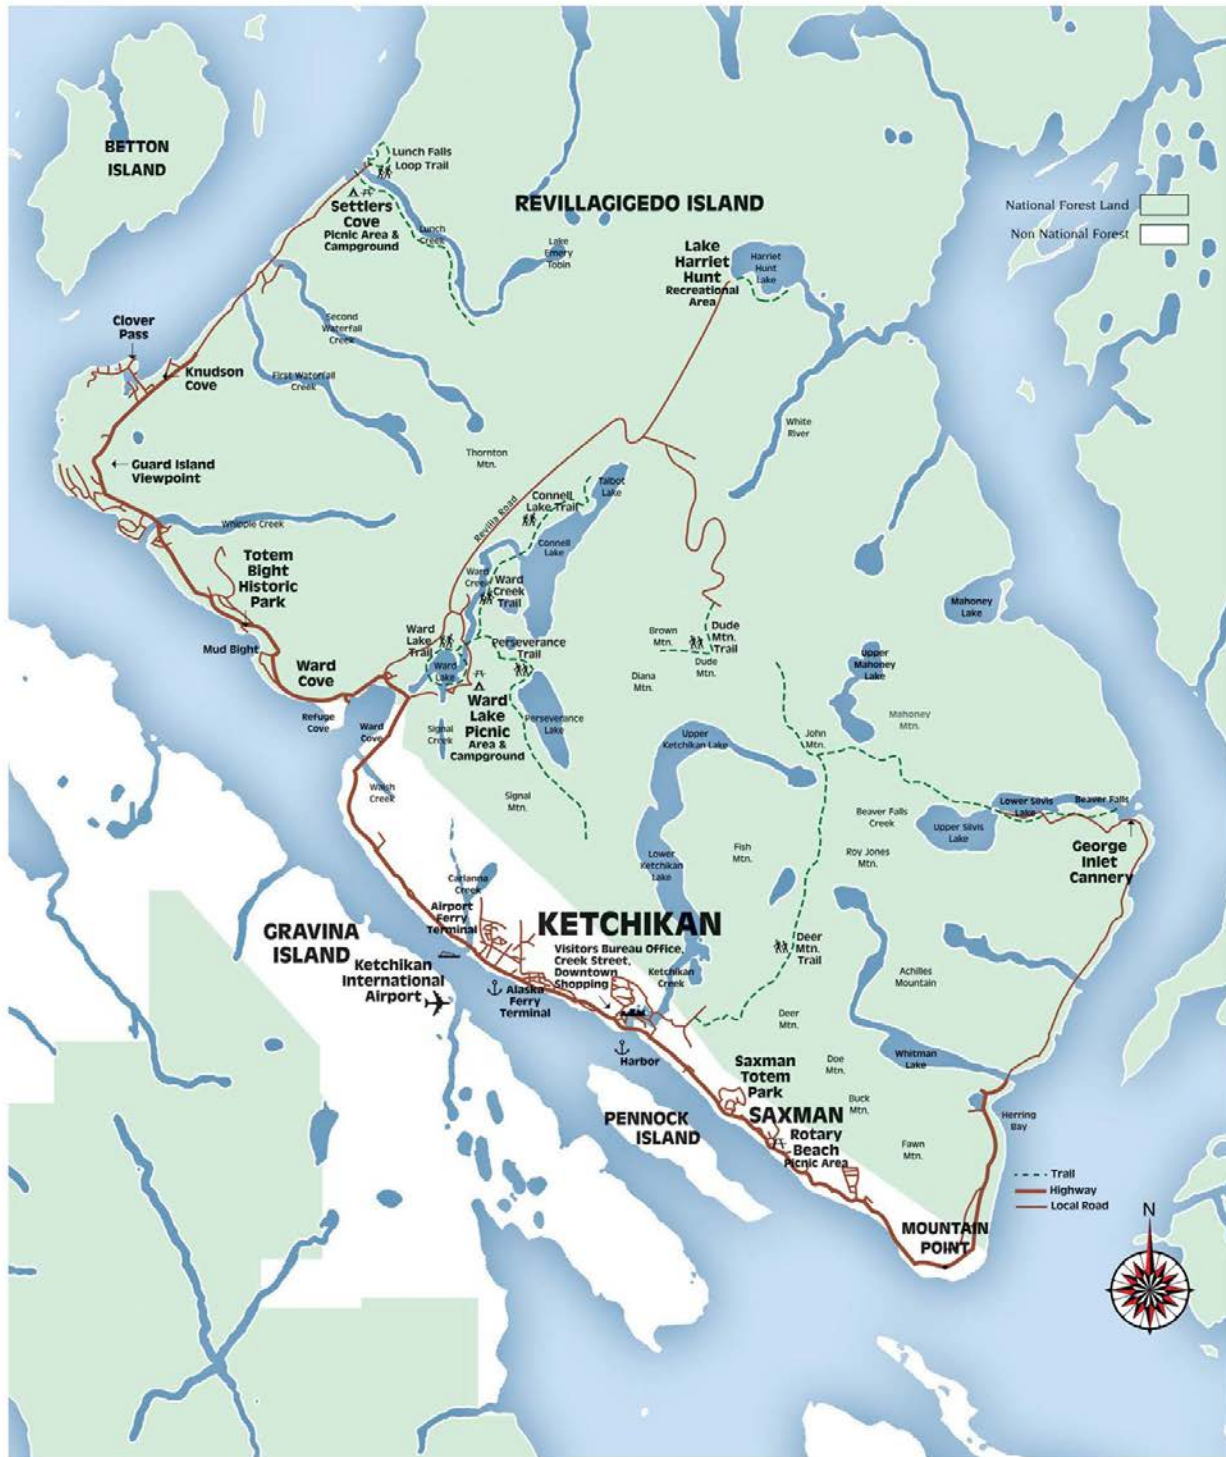 BETTON
ISLAND
Lunch Falls
Loop Trail
Settlers
Cove
Picnic Area &
Campground
Lunch
Creek
REVILLAGIGEDO ISLAND
Lake
Emery
Tobin
Lake
Harriet
Hunt
Recreational
Area
Harriet
Hunt
Lake
National Forest Land
Non National Forest
Clover
Pass
Knudson
Cove
Second
Waterfall
Creek
First Waterfall
Creek
Guard Island
Viewpoint
Thornton
Mtn.
White
River
Whipple Creek
Revilla Road
Connell
Lake Trail
Talbot
Lake
Connell
Lake
Totem
Bight
Historic
Park
Mud Bight
Ward
Creek
Ward
Creek
Trail
Ward
Lake
Trail
Perseverance
Trail
Ward
Lake
Ward
Cove
Refuge
Cove
Ward
Cove
Signal
Creek
Ward
Lake
Picnic
Area &
Campground
Perseverance
Lake
Brown
Mtn.
Dude
Mtn.
Trail
Dude
Mtn.
Diana
Mtn.
Mahoney
Lake
Upper
Mahoney
Lake
Mahoney
Mtn.
Upper
Ketchikan Lake
John
Mtn.
Walsh
Creek
Signal
Mtn.
Lower Silvis
Lake
Beaver Falls
Beaver Falls
Creek
Upper Silvis
Lake
George
Inlet
Cannery
Roy Jones
Mtn.
Fish
Mtn.
Lower
Ketchikan
Lake
Carlanna
Creek
Airport
Ferry
Terminal
GRAVINA
ISLAND
Ketchikan
International
Airport
KETCHIKAN
Visitors Bureau Office,
Creek Street,
Downtown
Shopping
Ketchikan
Creek
Alaska
Ferry
Terminal
Harbor
Deer
Mtn.
Trail
Achilles
Mountain
Deer
Mtn.
Doe
Mtn.
Whitman
Lake
Saxman
Totem
Park
Buck
Mtn.
PENNOCK
ISLAND
SAXMAN
Rotary
Beach
Picnic Area
Fawn
Mtn.
Herring
Bay
Trail
Highway
Local Road
MOUNTAIN
POINT
N